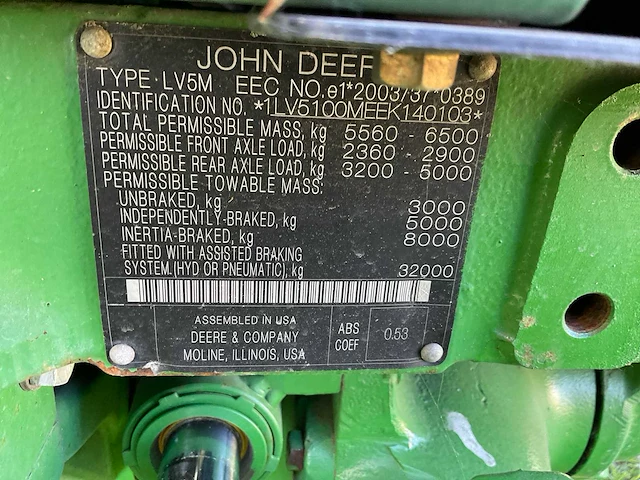 JOHN DEER
TYPE LV5M EEC NO. e1*2003/37*0389
IDENTIFICATION NO. *1LV5100MEEK140103*
TOTAL PERMISSIBLE MASS, kg 5560 - 6500
PERMISSIBLE FRONT AXLE LOAD, kg 2360 - 2900
PERMISSIBLE REAR AXLE LOAD, kg 3200 - 5000
PERMISSIBLE TOWABLE MASS:
UNBRAKED, kg 3000
INDEPENDENTLY-BRAKED, kg 5000
INERTIA-BRAKED, kg 8000
FITTED WITH ASSISTED BRAKING
SYSTEM. (HYD OR PNEUMATIC), kg 32000
ASSEMBLED IN USA
DEERE & COMPANY
MOLINE, ILLINOIS, USA
ABS
COEF
0.53